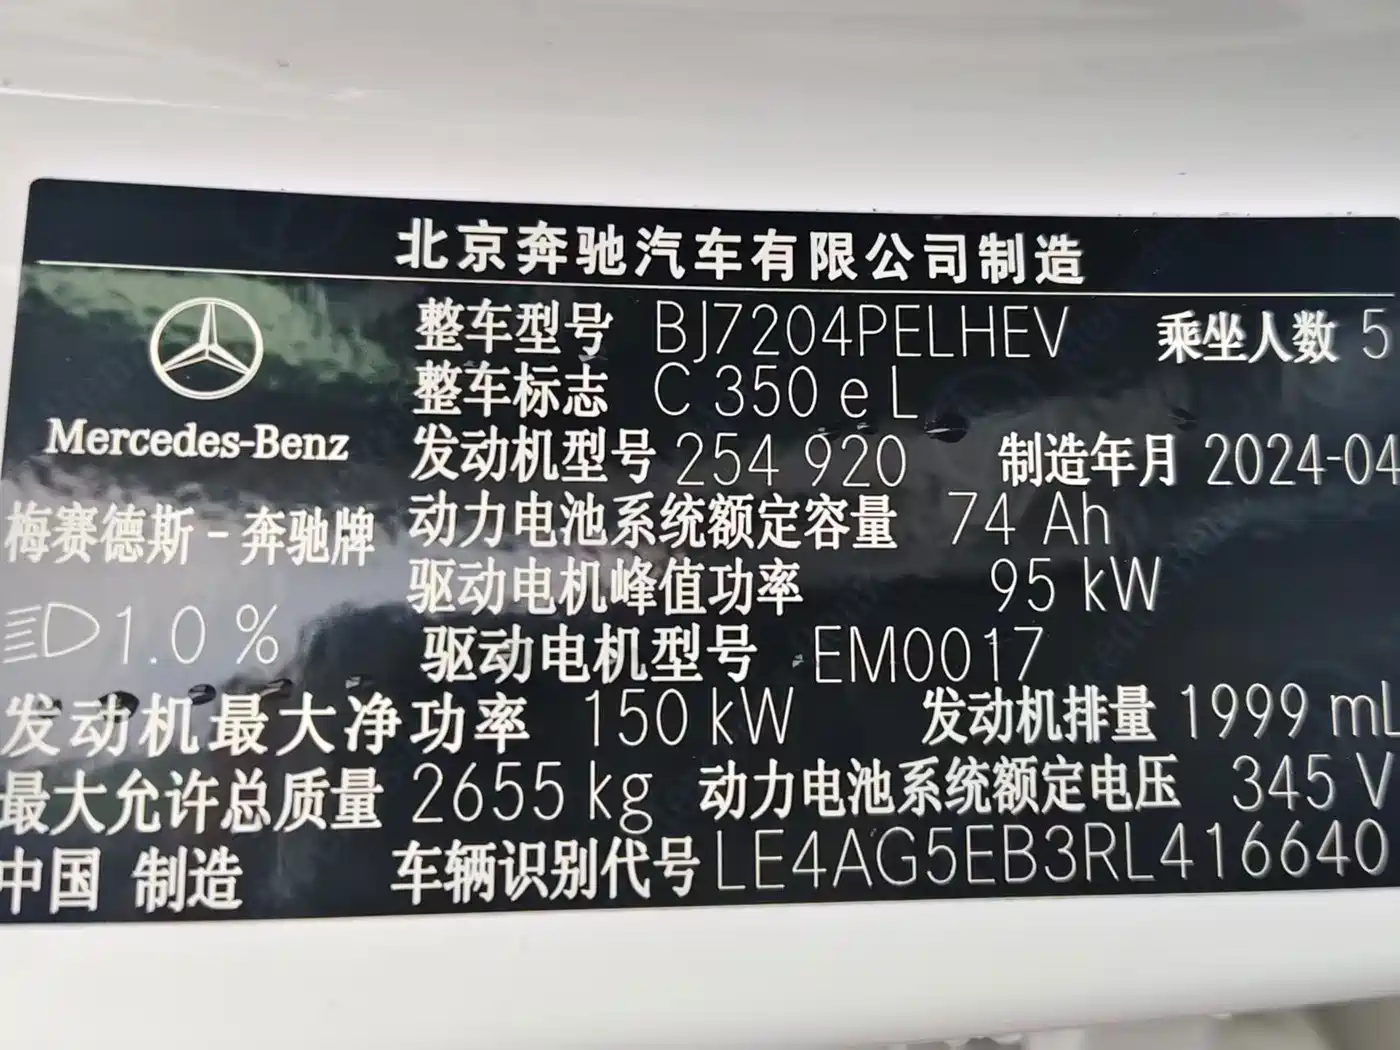 北京奔驰汽车有限公司制造
整车型号 BJ7204PELHEV 乘坐人数 5
整车标志 C 350 e L
Mercedes-Benz
发动机型号 254 920 制造年月 2024-04
梅赛德斯-奔驰牌
动力电池系统额定容量 74 Ah
驱动电机峰值功率 95 kW
1.0 %
驱动电机型号 EM0017
发动机最大净功率 150 kW 发动机排量 1999 mL
最大允许总质量 2655 kg 动力电池系统额定电压 345 V
中国 制造 车辆识别代号 LE4AG5EB3RL416640